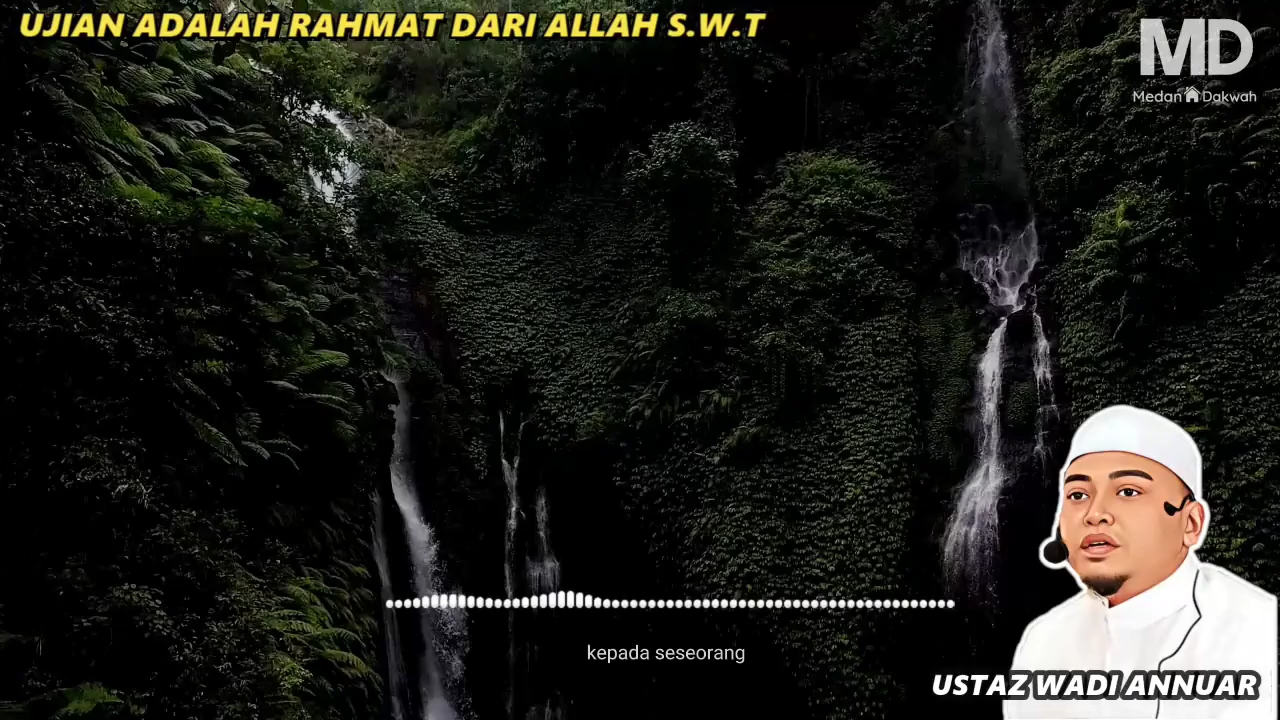 UJIAN ADALAH RAHMAT DARI ALLAH S.W.T
MD
Medan Dakwah
kepada seseorang
USTAZ WADI ANNUAR